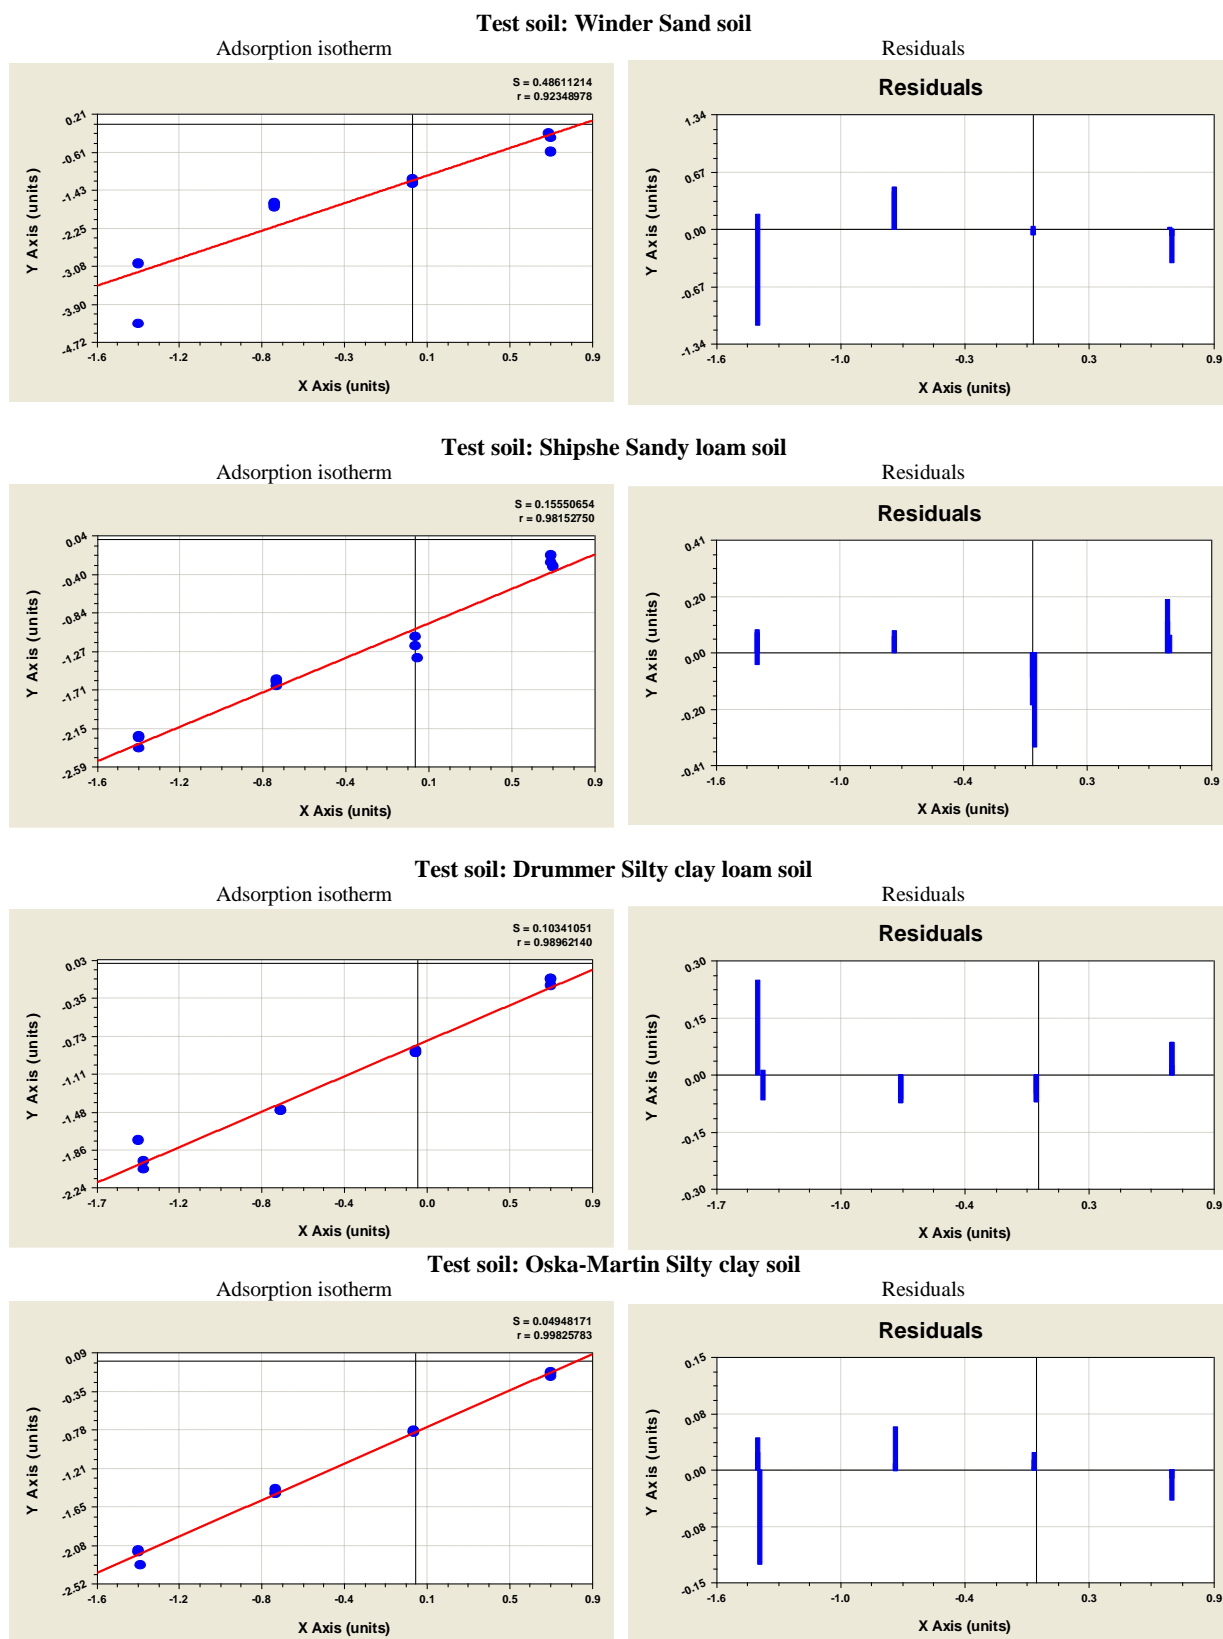 Test soil: Winder Sand soil
Adsorption isotherm
Residuals
S = 0.48611214
r = 0.92348978
0.21
-0.61
-1.43
-2.25
-3.08
-3.90
-4.72
Y Axis (units)
-1.6 -1.2 -0.8 -0.3 0.1 0.5 0.9
X Axis (units)
Residuals
1.34
0.67
0.00
-0.67
-1.34
Y Axis (units)
-1.6 -1.0 -0.3 0.3 0.9
X Axis (units)
Test soil: Shipshe Sandy loam soil
Adsorption isotherm
Residuals
S = 0.15550654
r = 0.98152750
0.04
-0.40
-0.84
-1.27
-1.71
-2.15
-2.59
Y Axis (units)
-1.6 -1.2 -0.8 -0.4 0.1 0.5 0.9
X Axis (units)
Residuals
0.41
0.20
0.00
-0.20
-0.41
Y Axis (units)
-1.6 -1.0 -0.4 0.3 0.9
X Axis (units)
Test soil: Drummer Silty clay loam soil
Adsorption isotherm
Residuals
S = 0.10341051
r = 0.98962140
0.03
-0.35
-0.73
-1.11
-1.48
-1.86
-2.24
Y Axis (units)
-1.7 -1.2 -0.8 -0.4 0.0 0.5 0.9
X Axis (units)
Residuals
0.30
0.15
0.00
-0.15
-0.30
Y Axis (units)
-1.7 -1.0 -0.4 0.3 0.9
X Axis (units)
Test soil: Oska-Martin Silty clay soil
Adsorption isotherm
Residuals
S = 0.04948171
r = 0.99825783
0.09
-0.35
-0.78
-1.21
-1.65
-2.08
-2.52
Y Axis (units)
-1.6 -1.2 -0.8 -0.4 0.1 0.5 0.9
X Axis (units)
Residuals
0.15
0.08
0.00
-0.08
-0.15
Y Axis (units)
-1.6 -1.0 -0.4 0.3 0.9
X Axis (units)